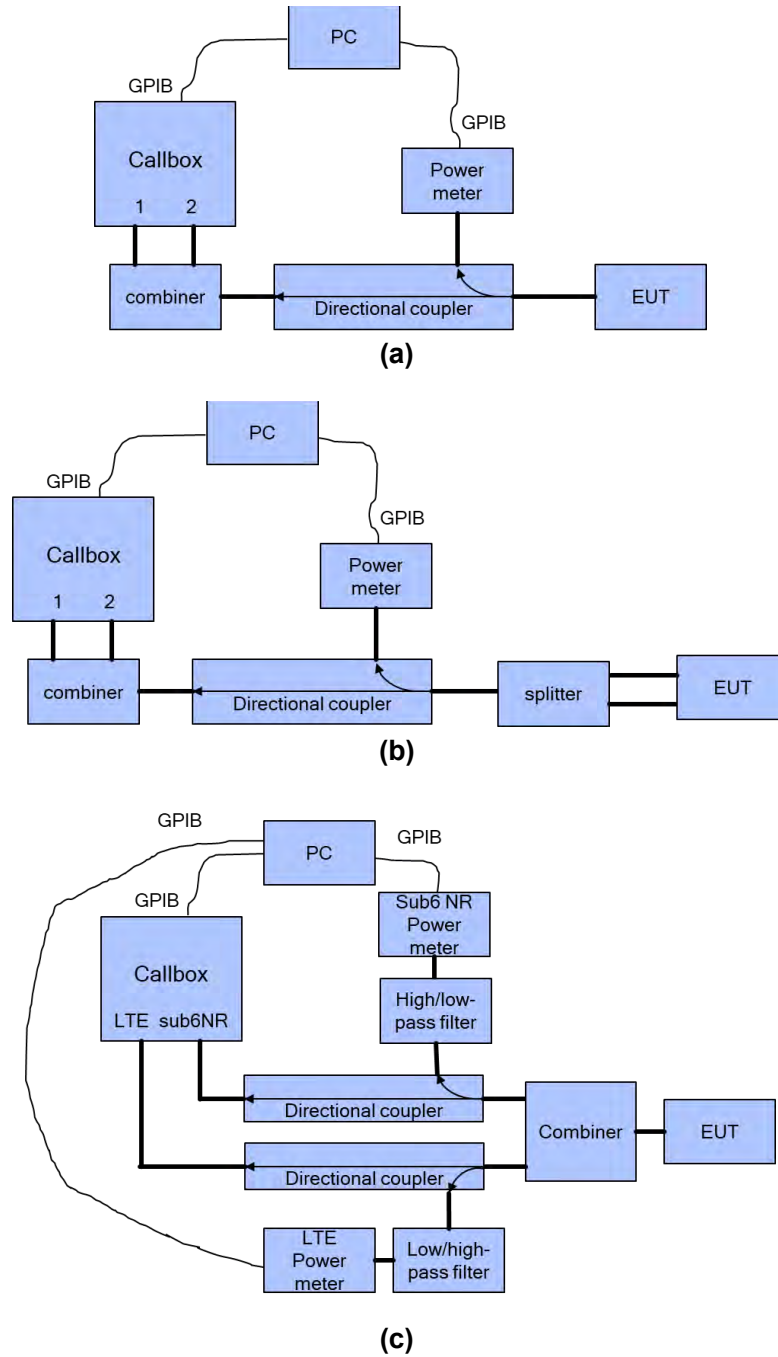 PC
GPIB
GPIB
Callbox
1 2
Power
meter
combiner
Directional coupler
EUT
(a)
PC
GPIB
GPIB
Callbox
1 2
Power
meter
combiner
Directional coupler
splitter
EUT
(b)
GPIB
PC
GPIB
GPIB
Sub6 NR
Power
meter
Callbox
LTE sub6NR
High/low-
pass filter
Directional coupler
Combiner
EUT
Directional coupler
LTE
Power
meter
Low/high-
pass filter
(c)